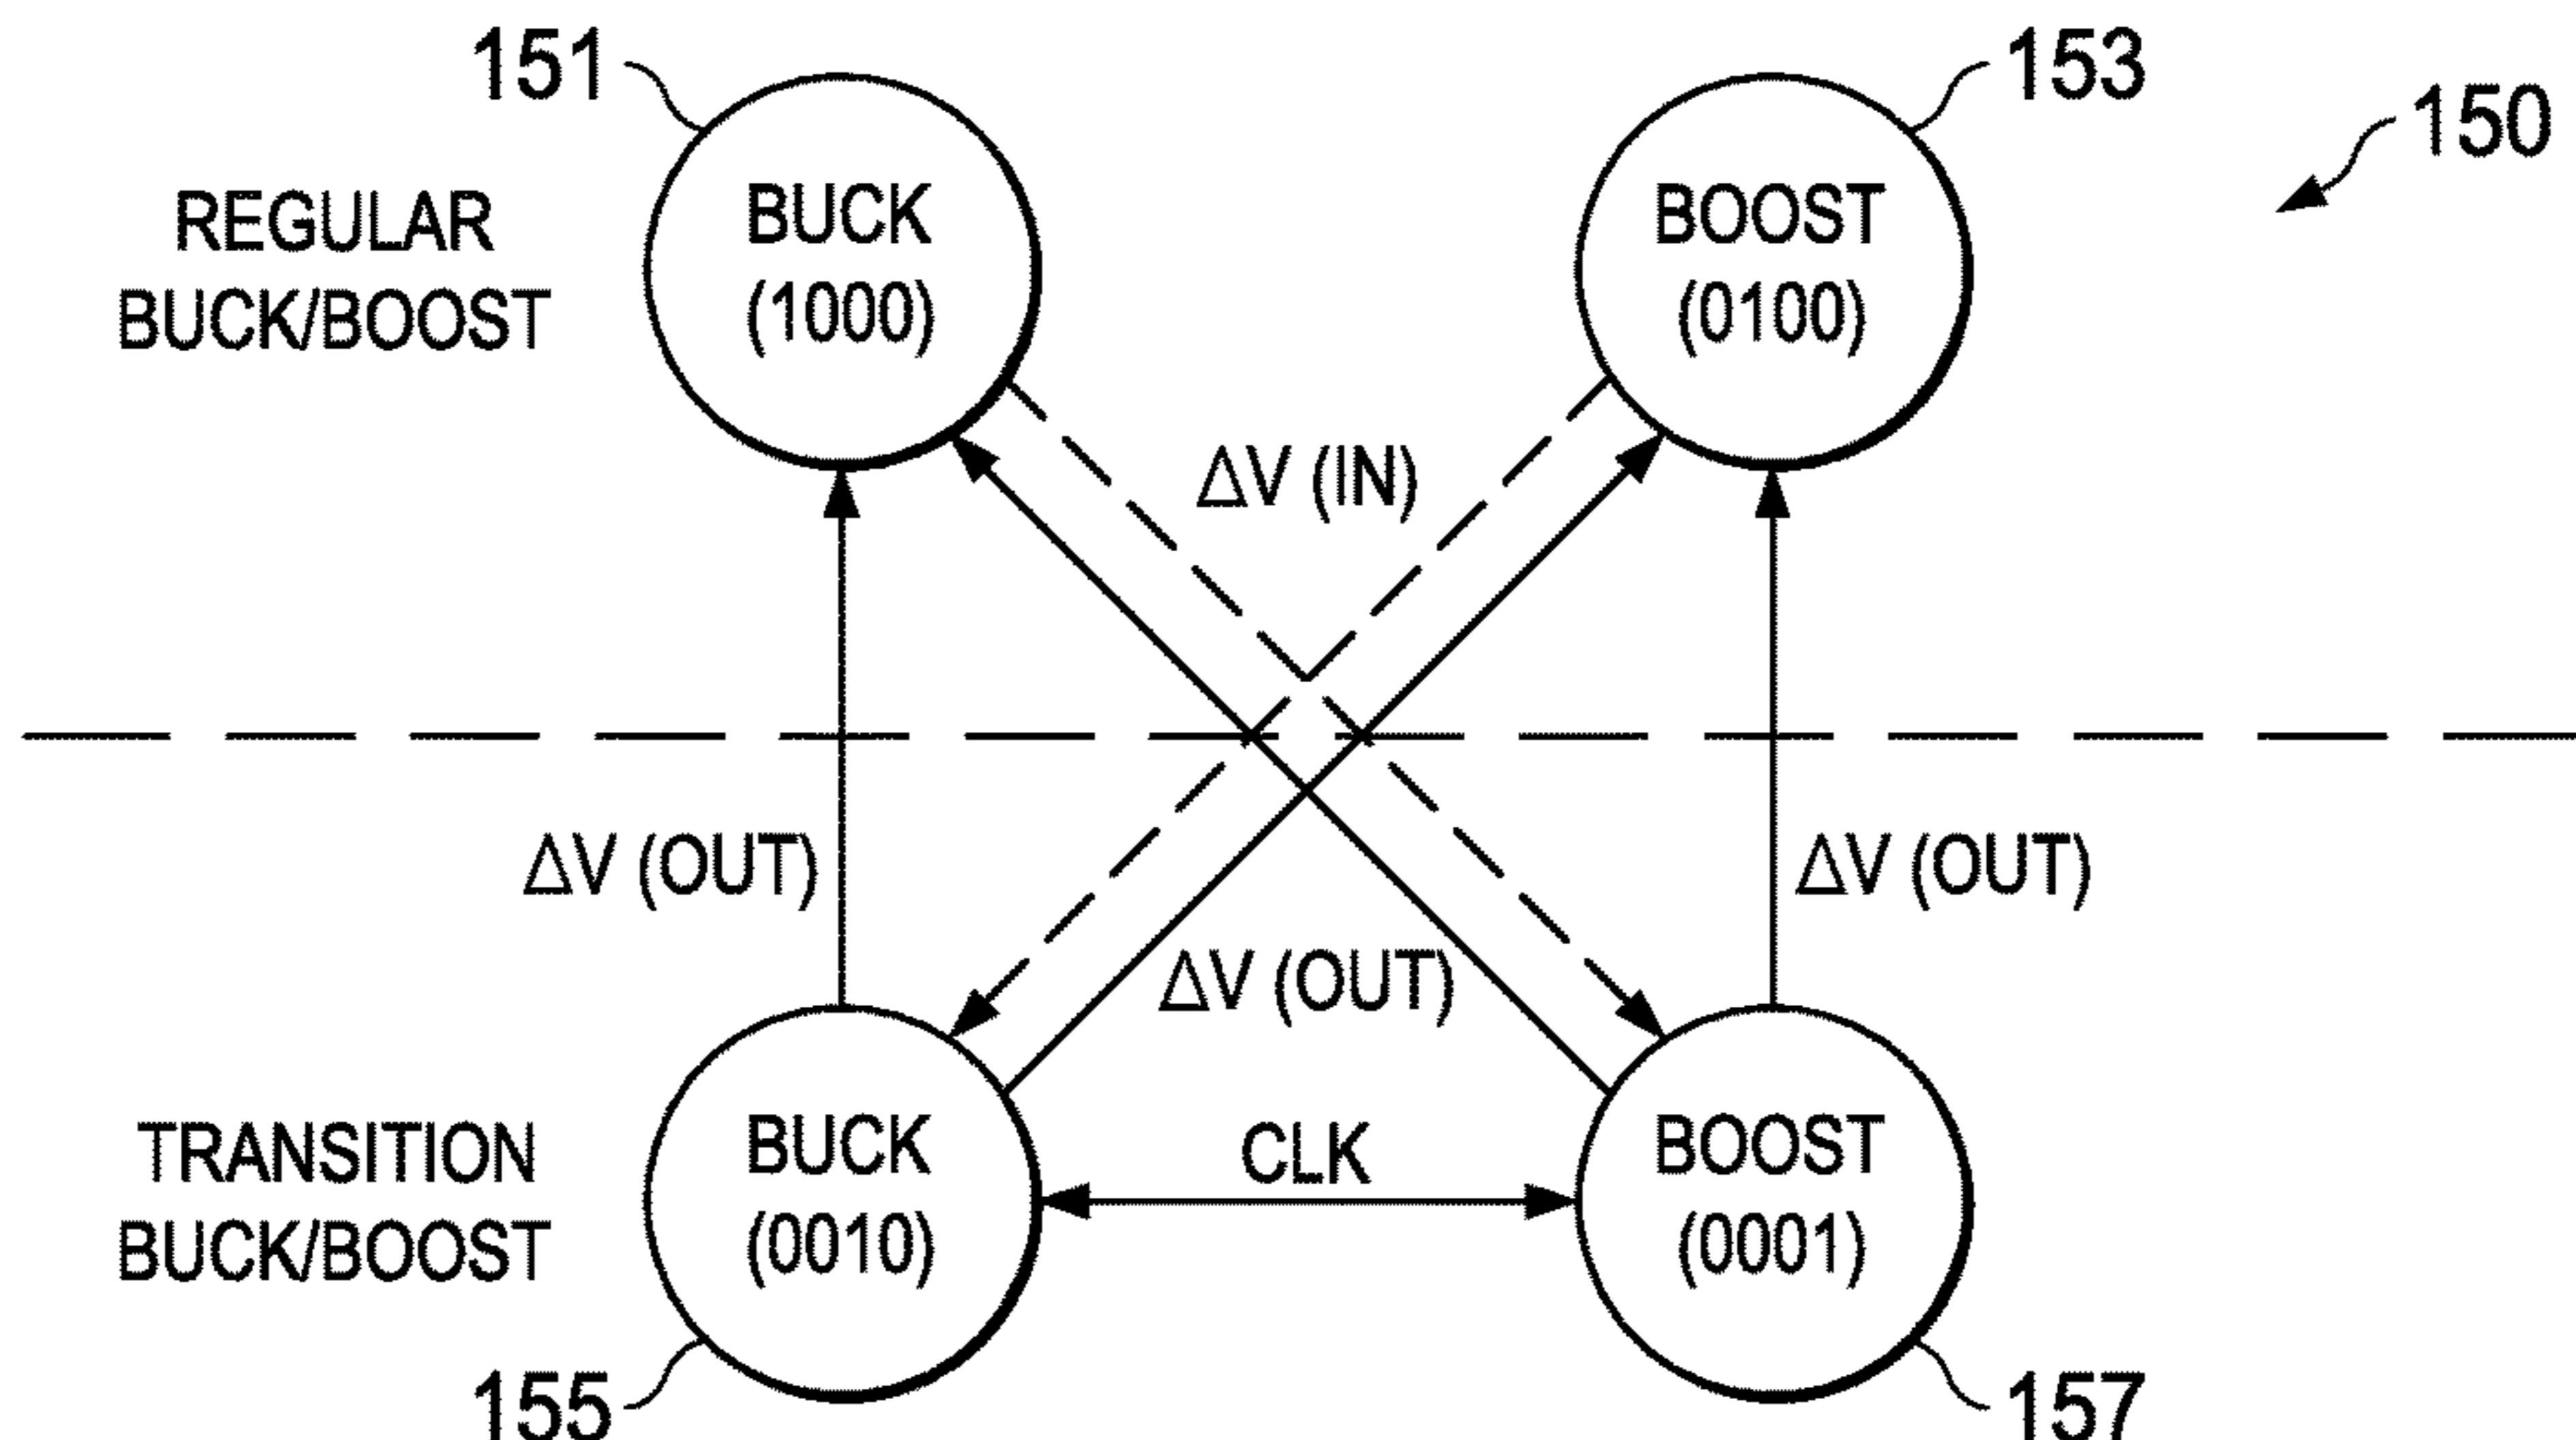 151
153
150
REGULAR
BUCK/BOOST
BUCK
(1000)
BOOST
(0100)
ΔV (IN)
ΔV (OUT)
ΔV (OUT)
ΔV (OUT)
TRANSITION
BUCK/BOOST
BUCK
(0010)
CLK
BOOST
(0001)
155
157